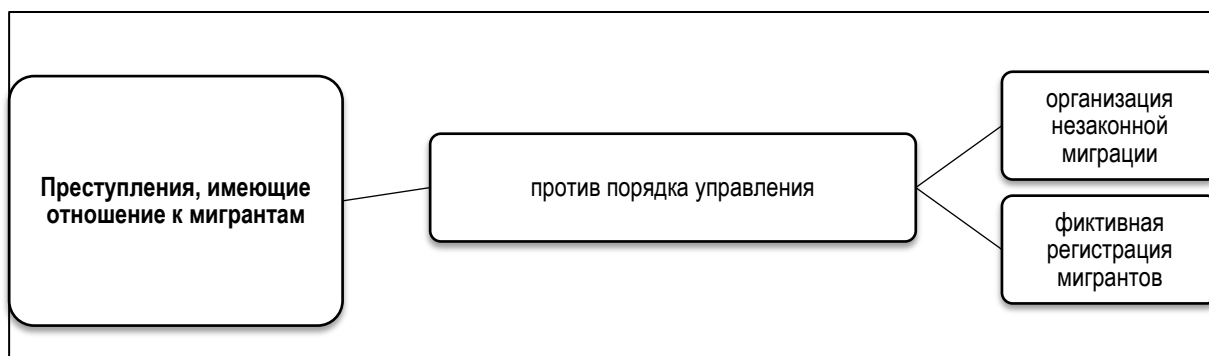 Преступления, имеющие
отношение к мигрантам
против порядка управления
организация
незаконной
миграции
фиктивная
регистрация
мигрантов